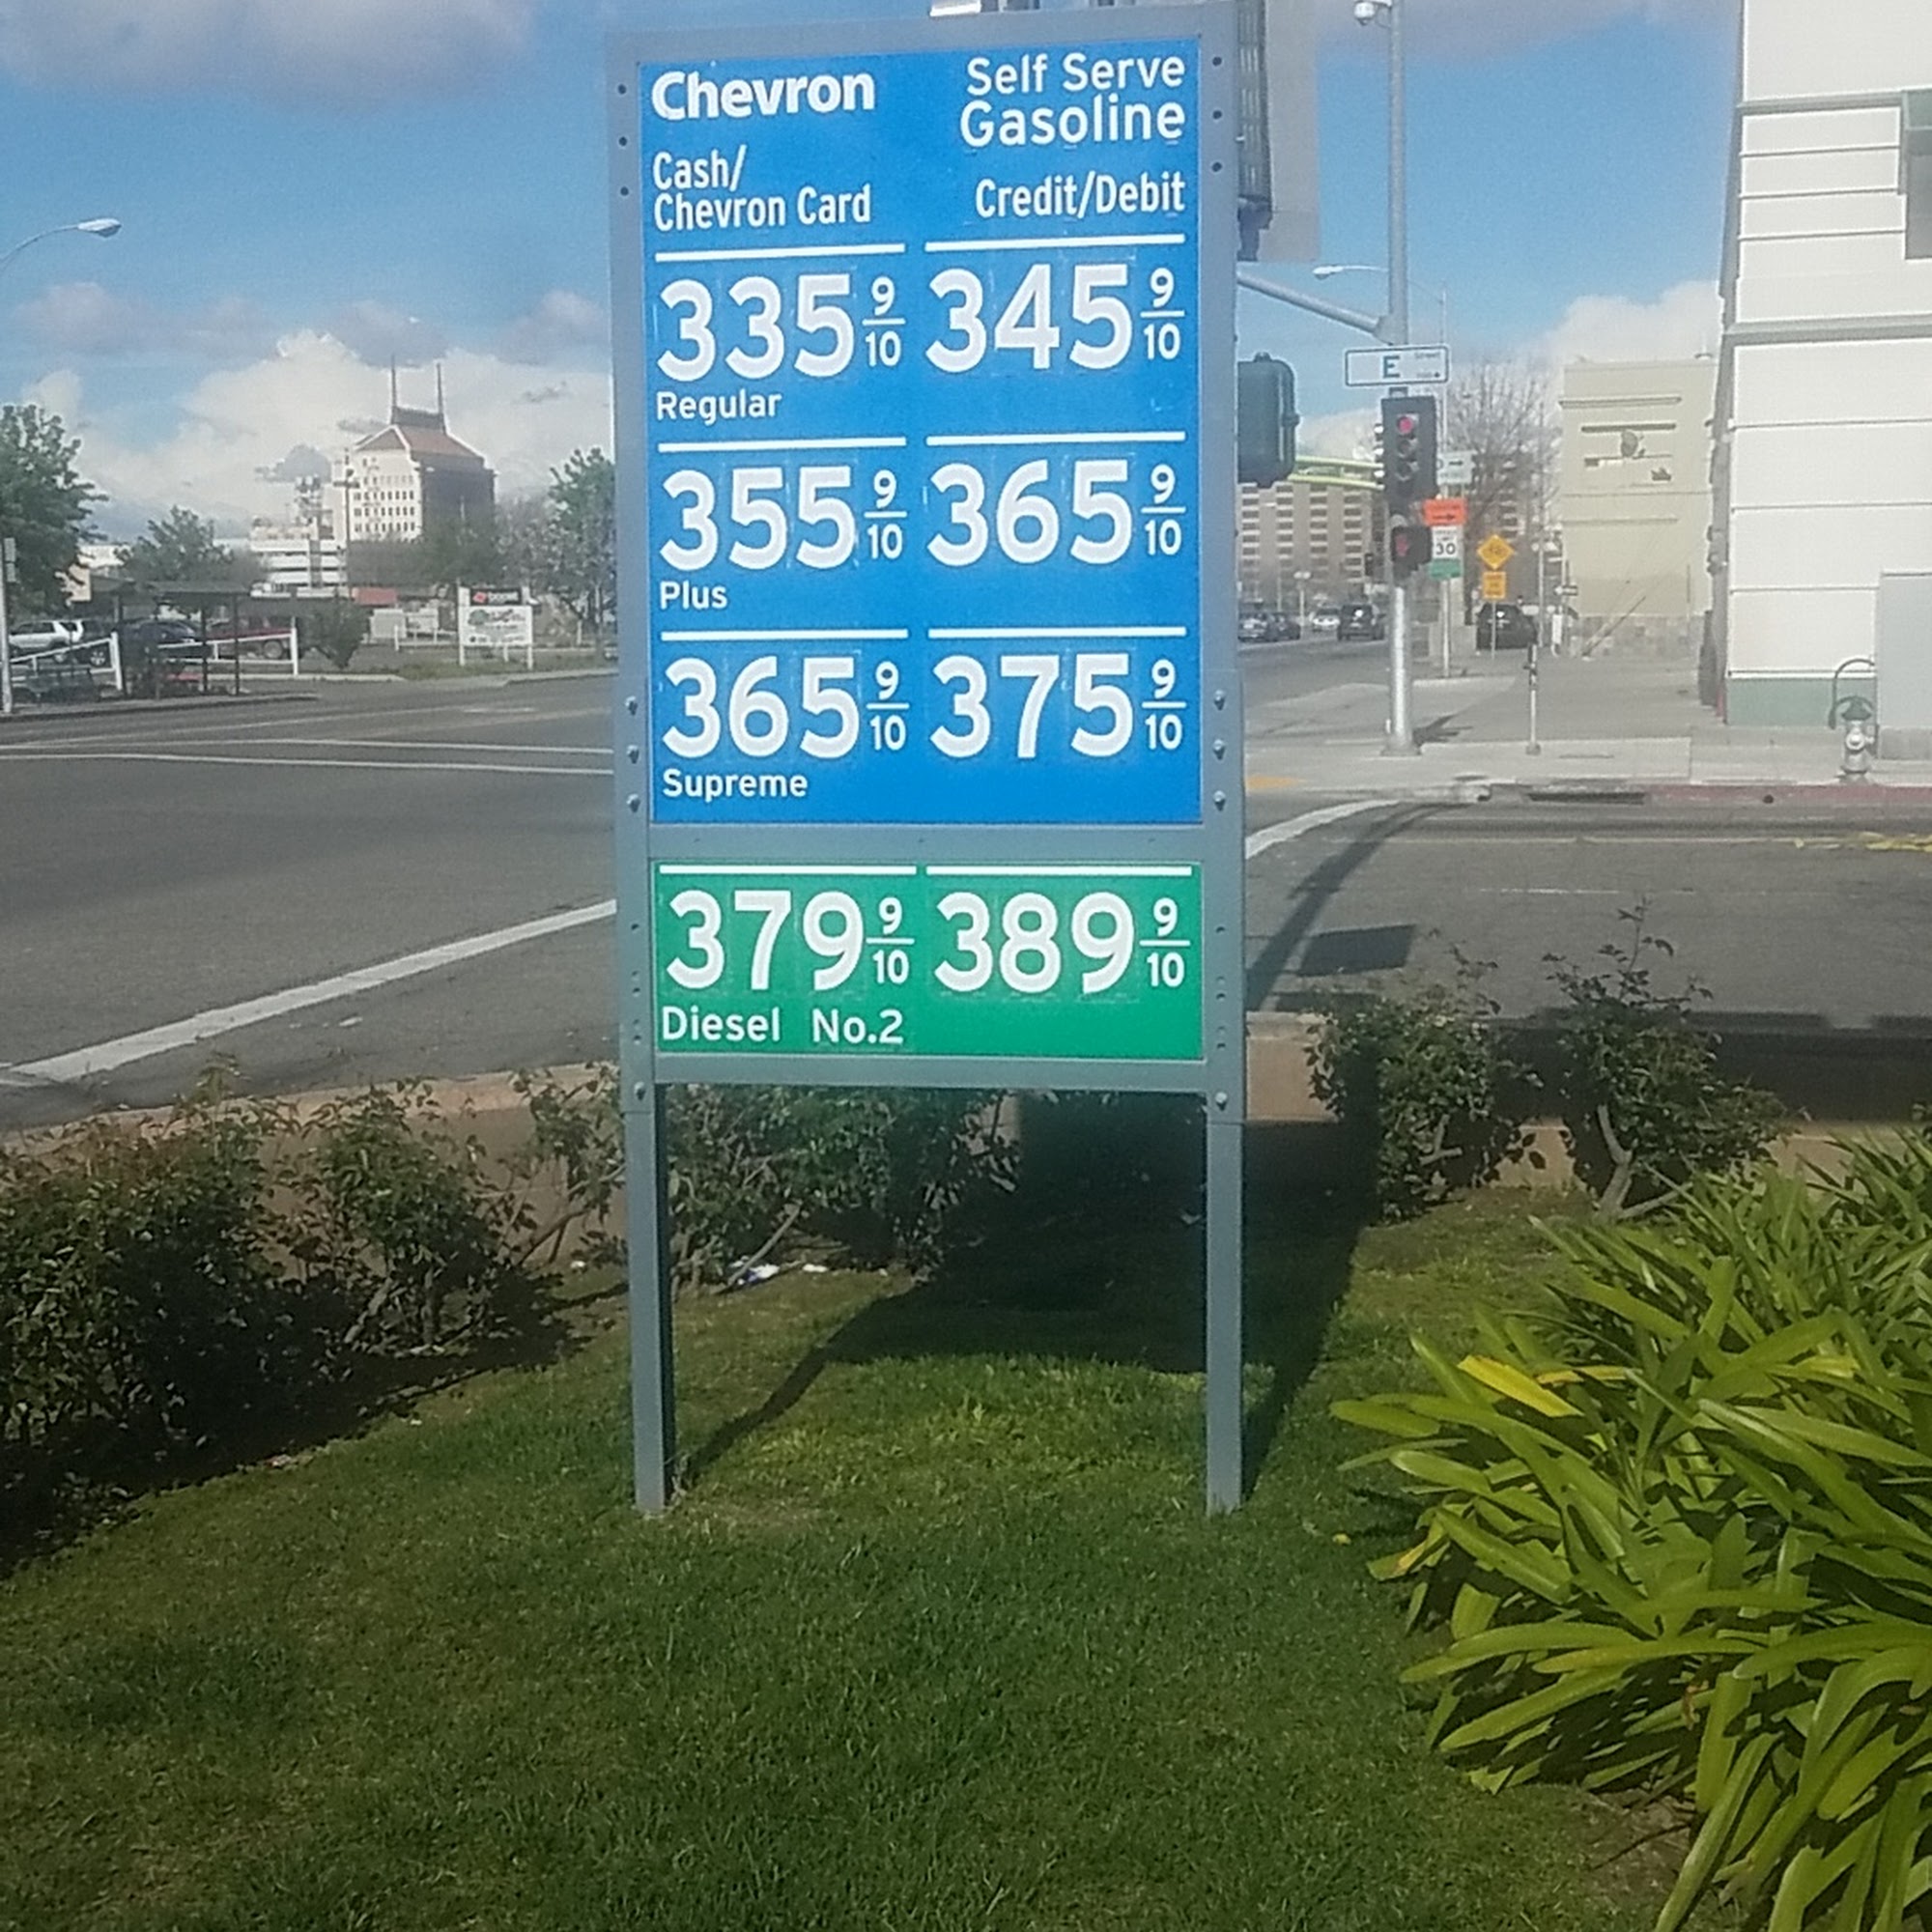 Chevron
Self Serve
Gasoline
Cash/
Chevron Card
Credit/Debit
335 9/10 345 9/10
Regular
355 9/10 365 9/10
Plus
365 9/10 375 9/10
Supreme
379 9/10 389 9/10
Diesel No.2
E Street
30